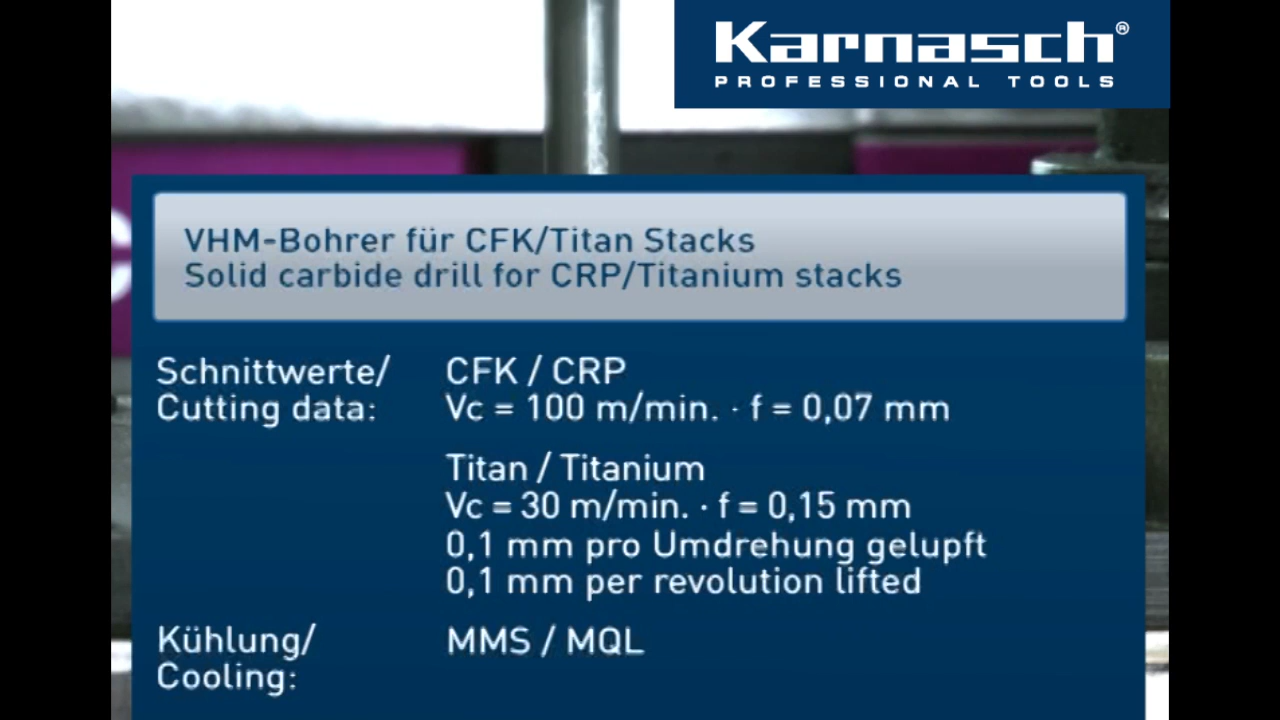 Karnasch®
PROFESSIONAL TOOLS
VHM-Bohrer für CFK/Titan Stacks
Solid carbide drill for CRP/Titanium stacks
Schnittwerte/ CFK / CRP
Cutting data: Vc = 100 m/min. · f = 0,07 mm
Titan / Titanium
Vc = 30 m/min. · f = 0,15 mm
0,1 mm pro Umdrehung gelupft
0,1 mm per revolution lifted
Kühlung/ MMS / MQL
Cooling: